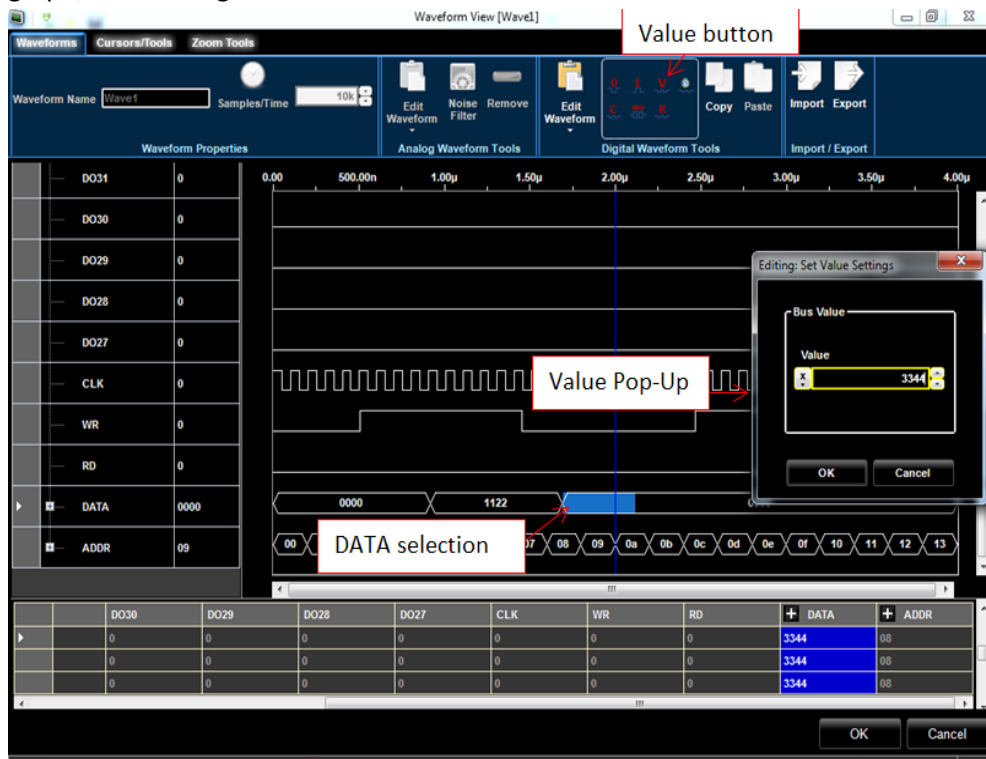 Waveform View [Wave1]
Value button
Waveforms Cursors/Tools Zoom Tools
Waveform Name Wave1 Samples/Time 10k
Edit Waveform
Noise Filter
Remove
Edit Waveform
0 1 V
C INV R
Copy Paste
Import Export
Waveform Properties Analog Waveform Tools Digital Waveform Tools Import / Export
0.00 500.00n 1.00µ 1.50µ 2.00µ 2.50µ 3.00µ 3.50µ 4.00µ
DO31 0
DO30 0
DO29 0
DO28 0
DO27 0
CLK 0
WR 0
RD 0
DATA 0000 0000 1122
ADDR 09 00 07 08 09 0a 0b 0c 0d 0e 0f 10 11 12 13
Value Pop-Up
DATA selection
Editing: Set Value Settings X
Bus Value
Value
x 3344
OK Cancel
DO30 DO29 DO28 DO27 CLK WR RD + DATA + ADDR
0 0 0 0 0 0 0 3344 08
0 0 0 0 0 0 0 3344 08
0 0 0 0 0 0 0 3344 08
OK Cancel